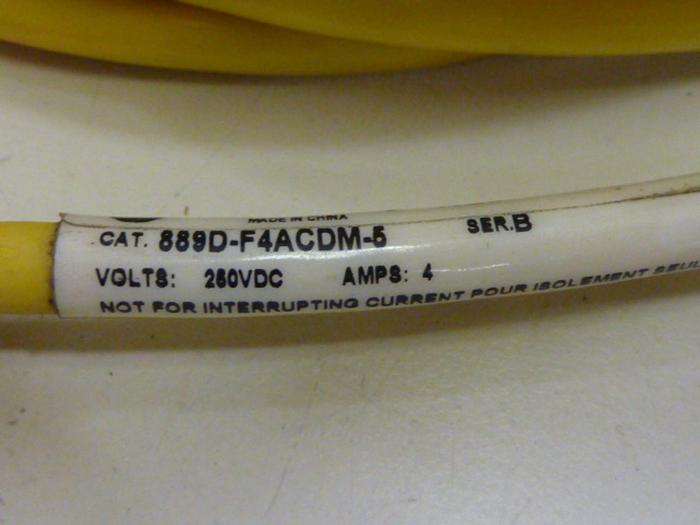 MADE IN CHINA
CAT. 889D-F4ACDM-5 SER.B
VOLTS: 250VDC AMPS: 4
NOT FOR INTERRUPTING CURRENT POUR ISOLEMENT SEUL